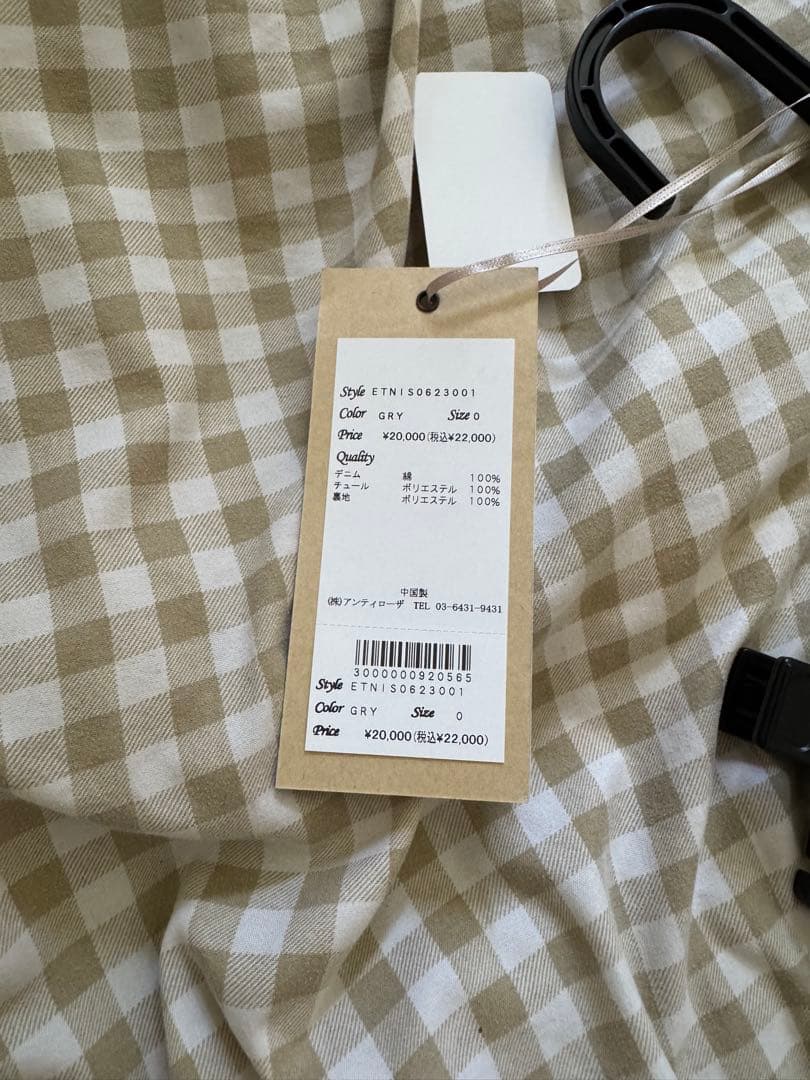 Style ETNIS0623001
Color GRY Size 0
Price ¥20,000(税込¥22,000)
Quality
デニム 綿 100%
チュール ポリエステル 100%
裏地 ポリエステル 100%
中国製
(株)アンティローザ TEL 03-6431-9431
3000000920565
Style ETNIS0623001
Color GRY Size 0
Price ¥20,000(税込¥22,000)